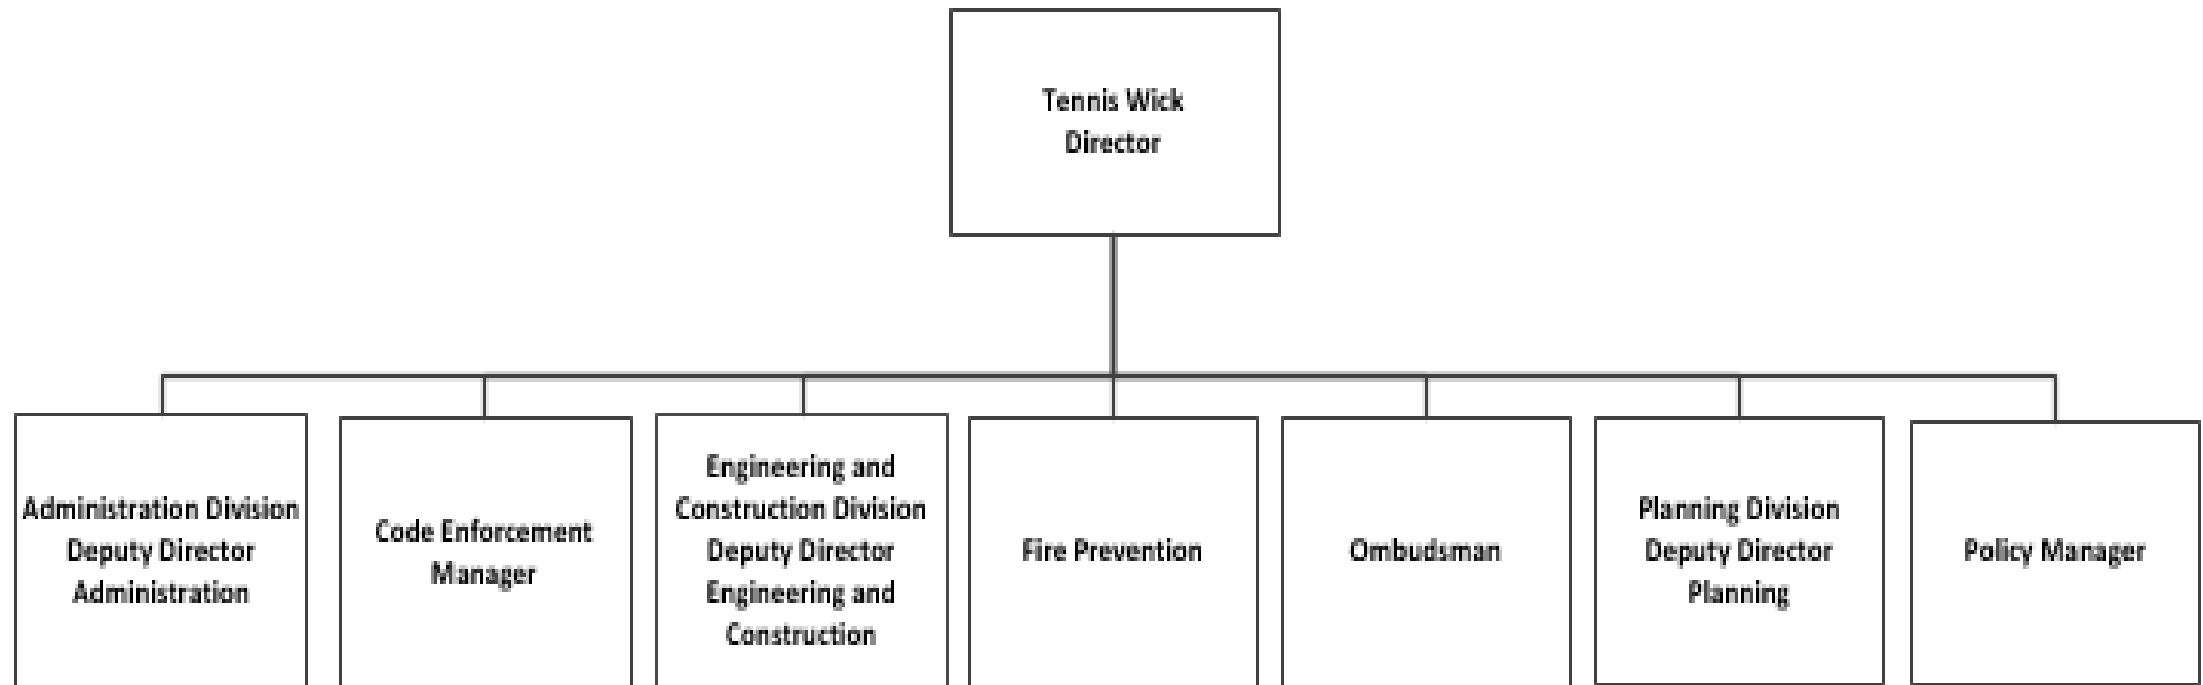 Tennis Wick
Director
Administration Division
Deputy Director
Administration
Code Enforcement
Manager
Engineering and
Construction Division
Deputy Director
Engineering and
Construction
Fire Prevention
Ombudsman
Planning Division
Deputy Director
Planning
Policy Manager